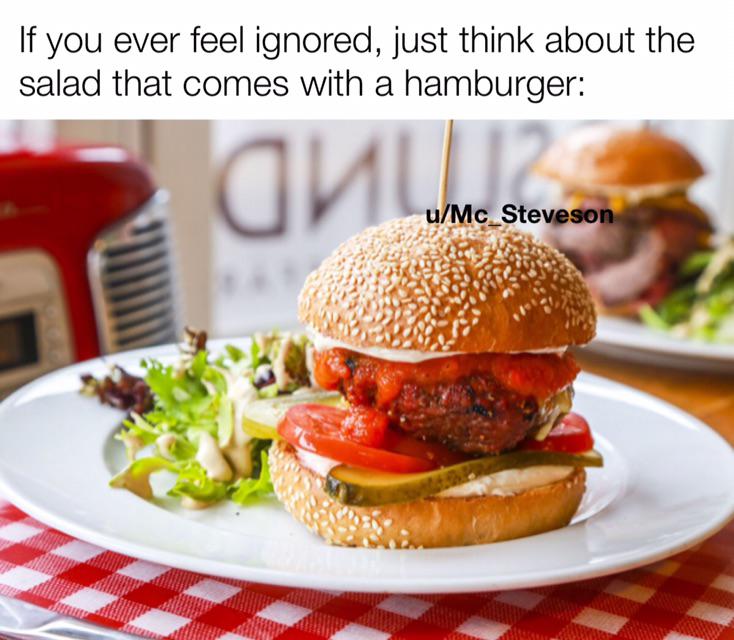 If you ever feel ignored, just think about the
salad that comes with a hamburger:
u/Mc_Steveson